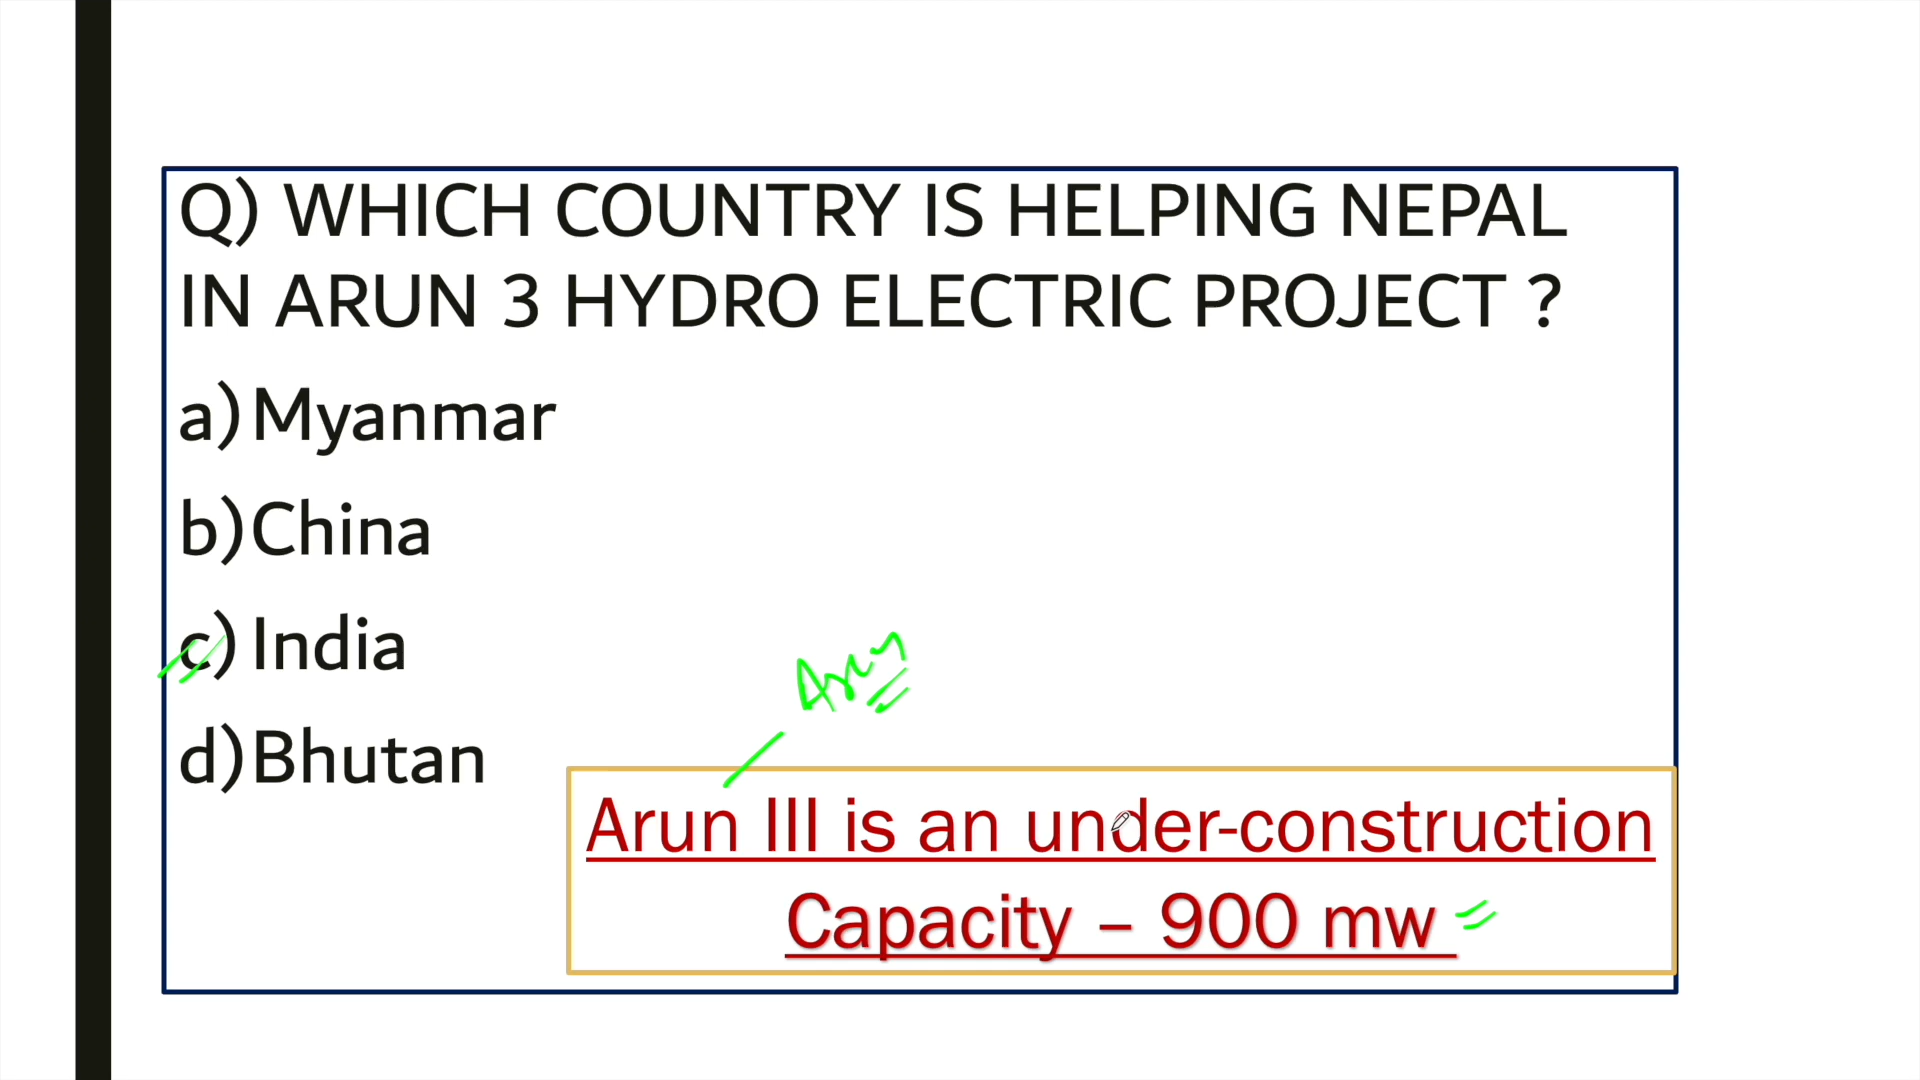 Q) WHICH COUNTRY IS HELPING NEPAL
IN ARUN 3 HYDRO ELECTRIC PROJECT ?
a) Myanmar
b) China
c) India
d) Bhutan
Arun III is an under-construction
Capacity – 900 mw